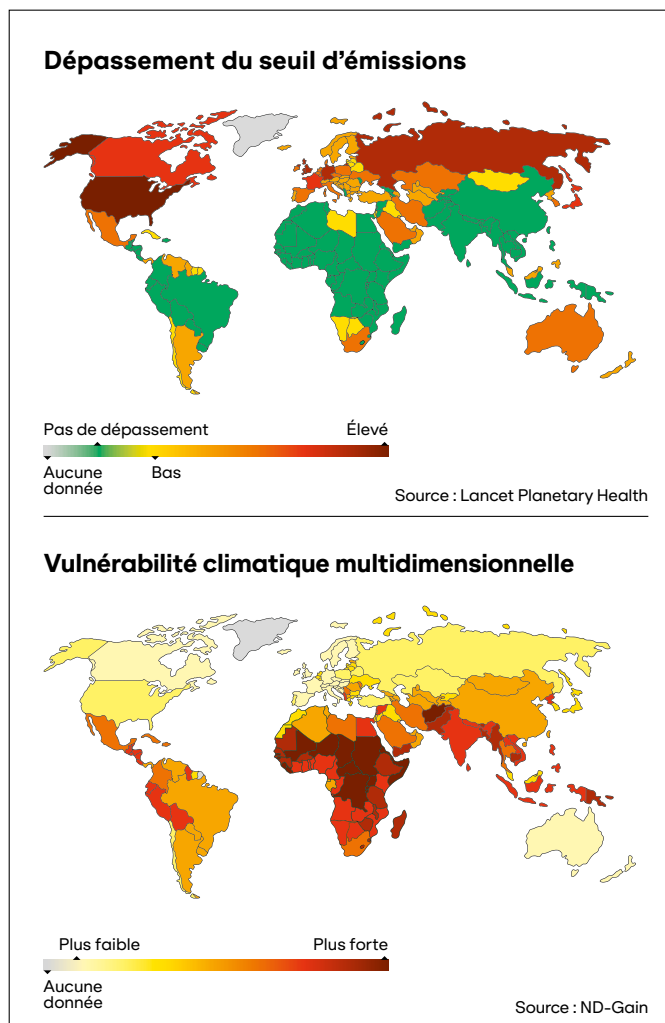 Dépassement du seuil d’émissions
Pas de dépassement
Élevé
Aucune
donnée
Bas
Source : Lancet Planetary Health
Vulnérabilité climatique multidimensionnelle
Plus faible
Plus forte
Aucune
donnée
Source : ND-Gain